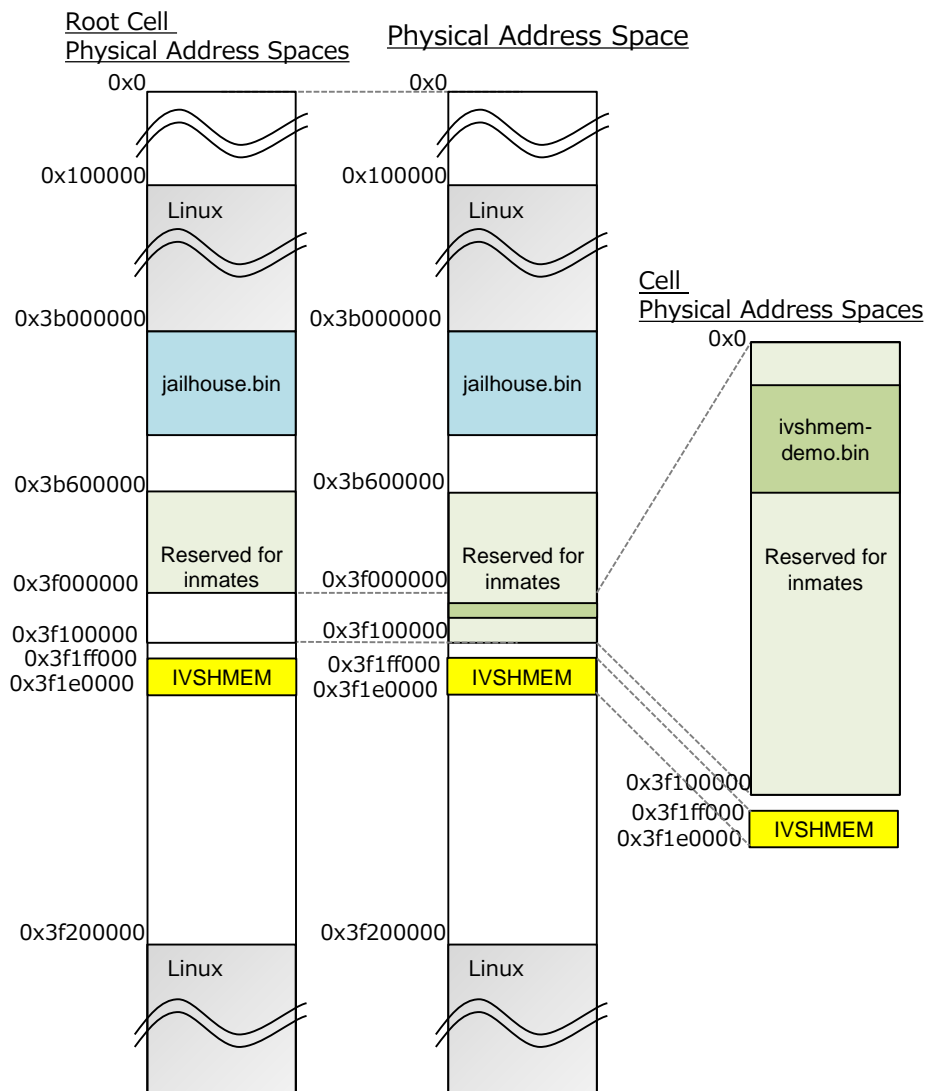 Root Cell
Physical Address Spaces
Physical Address Space
0x0
0x0
0x100000
0x100000
Linux
Linux
Cell
Physical Address Spaces
0x3b000000
0x3b000000
0x0
jailhouse.bin
jailhouse.bin
ivshmem-
demo.bin
0x3b600000
0x3b600000
Reserved for
inmates
Reserved for
inmates
Reserved for
inmates
0x3f000000
0x3f000000
0x3f100000
0x3f100000
0x3f1ff000
0x3f1ff000
0x3f1e0000
IVSHMEM
0x3f1e0000
IVSHMEM
0x3f100000
0x3f1ff000
0x3f1e0000
IVSHMEM
0x3f200000
0x3f200000
Linux
Linux